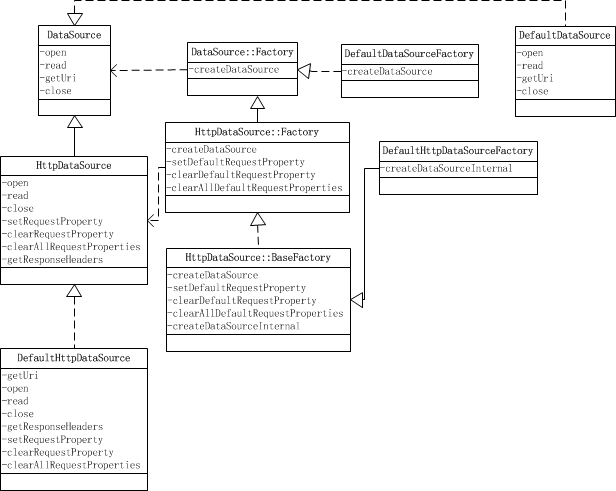 DataSource
-open
-read
-getUri
-close
DataSource::Factory
-createDataSource
DefaultDataSourceFactory
-createDataSource
DefaultDataSource
-open
-read
-getUri
-close
HttpDataSource
-open
-read
-close
-setRequestProperty
-clearRequestProperty
-clearAllRequestProperties
-getResponseHeaders
HttpDataSource::Factory
-createDataSource
-setDefaultRequestProperty
-clearDefaultRequestProperty
-clearAllDefaultRequestProperties
DefaultHttpDataSourceFactory
-createDataSourceInternal
HttpDataSource::BaseFactory
-createDataSource
-setDefaultRequestProperty
-clearDefaultRequestProperty
-clearAllDefaultRequestProperties
-createDataSourceInternal
DefaultHttpDataSource
-getUri
-open
-read
-close
-getResponseHeaders
-setRequestProperty
-clearRequestProperty
-clearAllRequestProperties